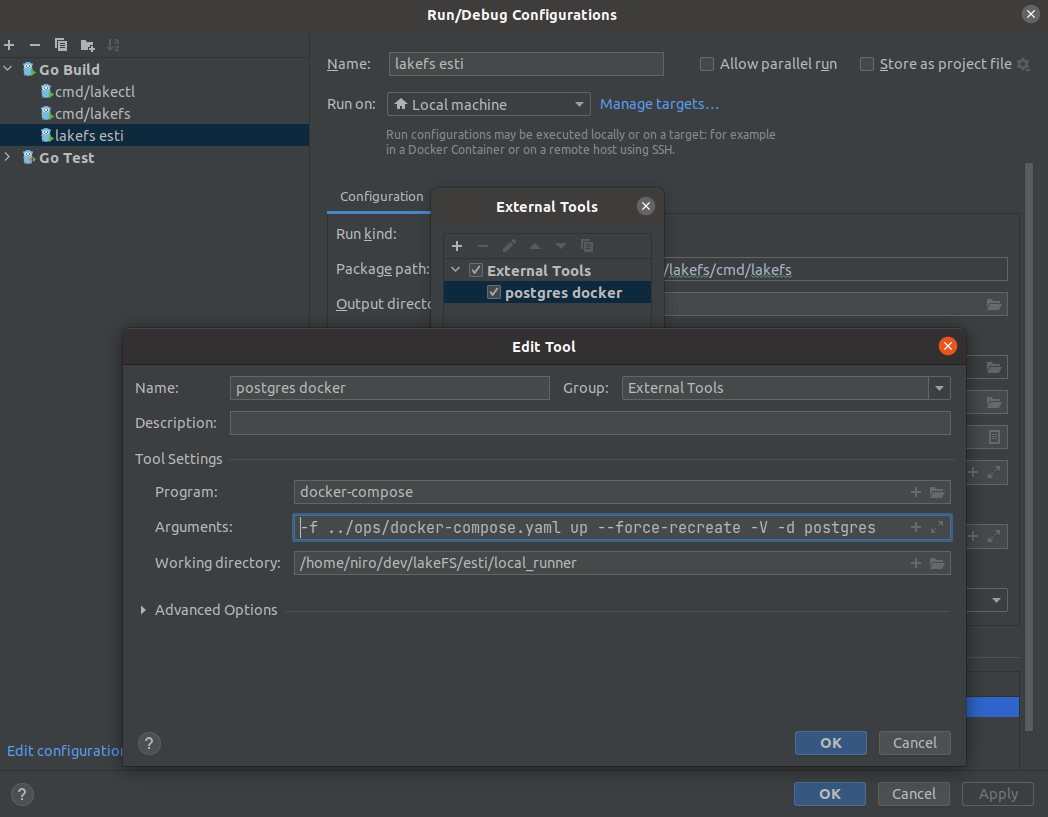 Run/Debug Configurations
Go Build
cmd/lakectl
cmd/lakefs
lakefs esti
Go Test
Name: lakefs esti
Allow parallel run
Store as project file
Run on: Local machine
Manage targets...
Run configurations may be executed locally or on a target: for example
in a Docker Container or on a remote host using SSH.
Configuration
Run kind:
Package path:
/lakefs/cmd/lakefs
Output directo
External Tools
External Tools
postgres docker
Edit Tool
Name: postgres docker
Group: External Tools
Description:
Tool Settings
Program: docker-compose
Arguments: -f ../ops/docker-compose.yaml up --force-recreate -V -d postgres
Working directory: /home/niro/dev/lakeFS/esti/local_runner
Advanced Options
? OK Cancel
Edit configuration
? OK Cancel Apply